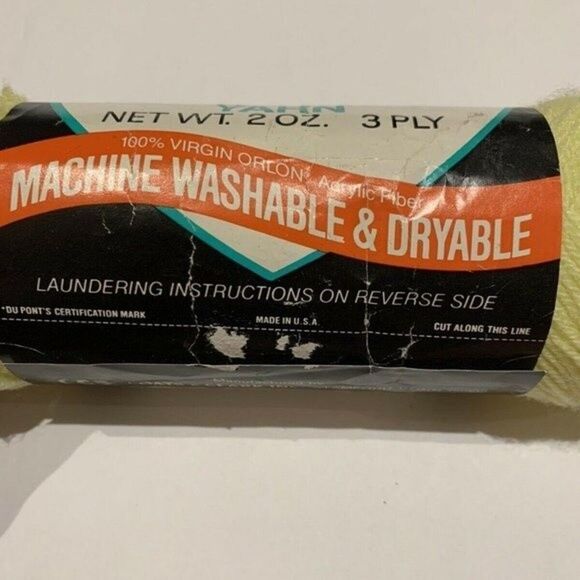 YARN
NET WT. 2 OZ. 3 PLY
100% VIRGIN ORLON* Acrylic Fiber
MACHINE WASHABLE & DRYABLE
LAUNDERING INSTRUCTIONS ON REVERSE SIDE
*DU PONT'S CERTIFICATION MARK
MADE IN U.S.A.
CUT ALONG THIS LINE